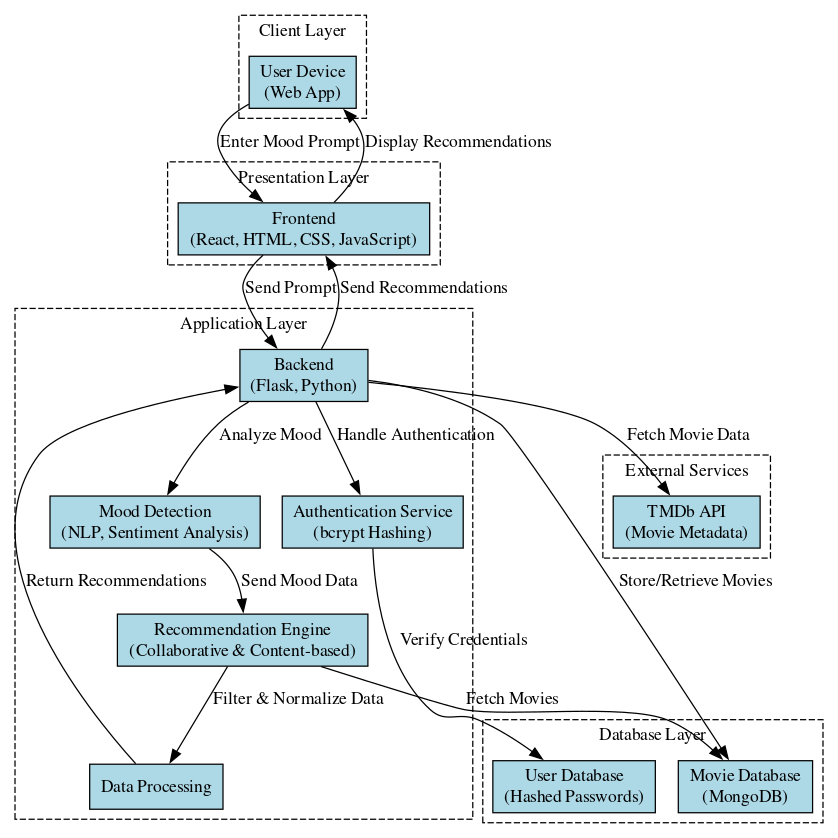 Client Layer
User Device
(Web App)
Enter Mood Prompt
Display Recommendations
Presentation Layer
Frontend
(React, HTML, CSS, JavaScript)
Send Prompt
Send Recommendations
Application Layer
Backend
(Flask, Python)
Analyze Mood
Handle Authentication
Fetch Movie Data
External Services
Mood Detection
(NLP, Sentiment Analysis)
Authentication Service
(bcrypt Hashing)
TMDb API
(Movie Metadata)
Return Recommendations
Send Mood Data
Store/Retrieve Movies
Recommendation Engine
(Collaborative & Content-based)
Verify Credentials
Filter & Normalize Data
Fetch Movies
Database Layer
Data Processing
User Database
(Hashed Passwords)
Movie Database
(MongoDB)